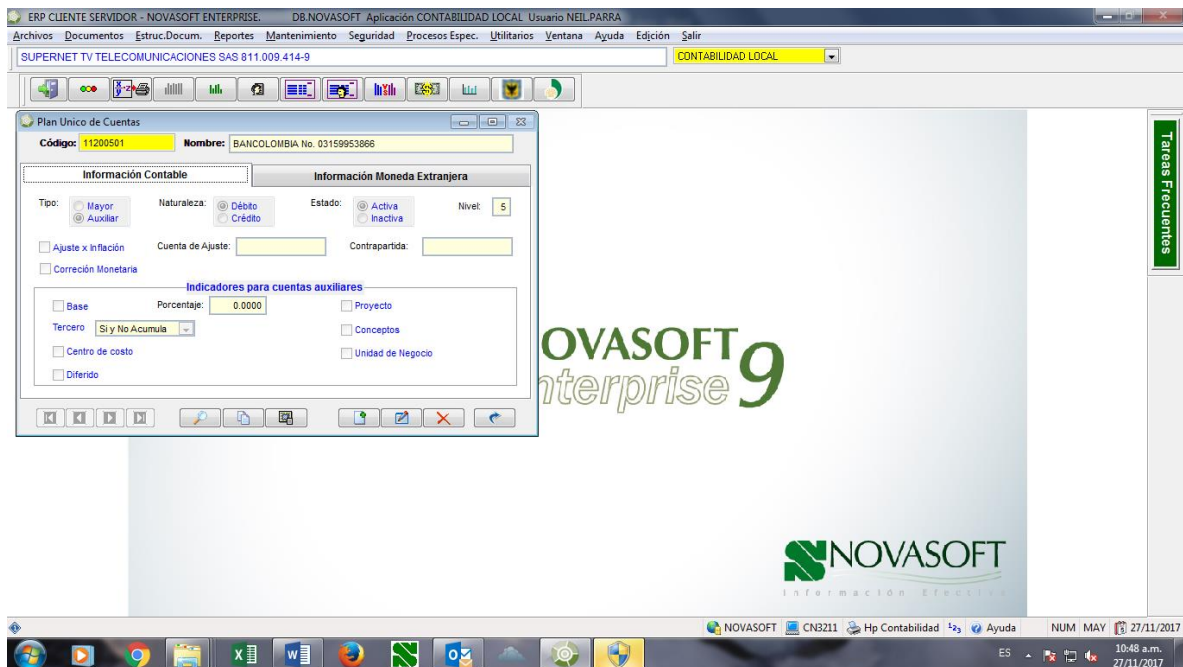 ERP CLIENTE SERVIDOR - NOVASOFT ENTERPRISE. DB.NOVASOFT Aplicación CONTABILIDAD LOCAL Usuario NEIL.PARRA
Archivos Documentos Estruc.Docum. Reportes Mantenimiento Seguridad Procesos Espec. Utilitarios Ventana Ayuda Edición Salir
SUPERNET TV TELECOMUNICACIONES SAS 811.009.414-9 CONTABILIDAD LOCAL
Plan Unico de Cuentas
Código: 11200501 Nombre: BANCOLOMBIA No. 03159953866
Información Contable Información Moneda Extranjera
Tipo: Mayor Naturaleza: Débito Estado: Activa Nivel: 5
Auxiliar Crédito Inactiva
Ajuste x Inflación Cuenta de Ajuste: Contrapartida:
Correción Monetaria
Indicadores para cuentas auxiliares
Base Porcentaje: 0.0000 Proyecto
Tercero Si y No Acumula Conceptos
Centro de costo Unidad de Negocio
Diferido
Tareas Frecuentes
OVASOFT 9
nterprise
NOVASOFT
Información Efecti
NOVASOFT CN3211 Hp Contabilidad Ayuda NUM MAY 27/11/2017
ES 10:48 a.m.
27/11/2017